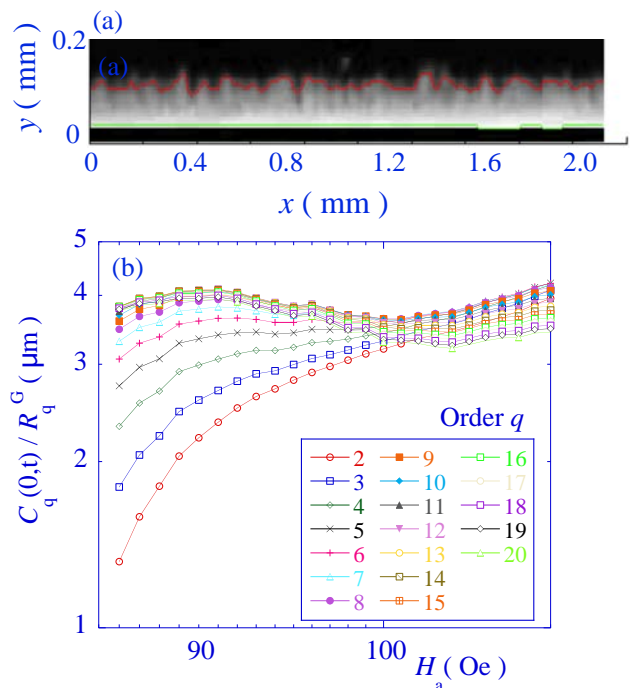 (a)
0.2
(a)
y ( mm )
0
0 0.4 0.8 1.2 1.6 2.0
x ( mm )
(b)
5
4
3
2
1
C_q(0,t) / R_q^G ( µm )
Order q
2 9 16
3 10 17
4 11 18
5 12 19
6 13 20
7 14
8 15
90 100
H_a ( Oe )